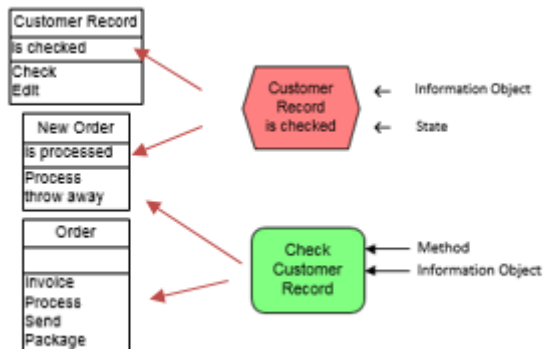 Customer Record
is checked
Check
Edit
New Order
is processed
Process
throw away
Order
Invoice
Process
Send
Package
Customer
Record
is checked
← Information Object
← State
Check
Customer
Record
Method
Information Object